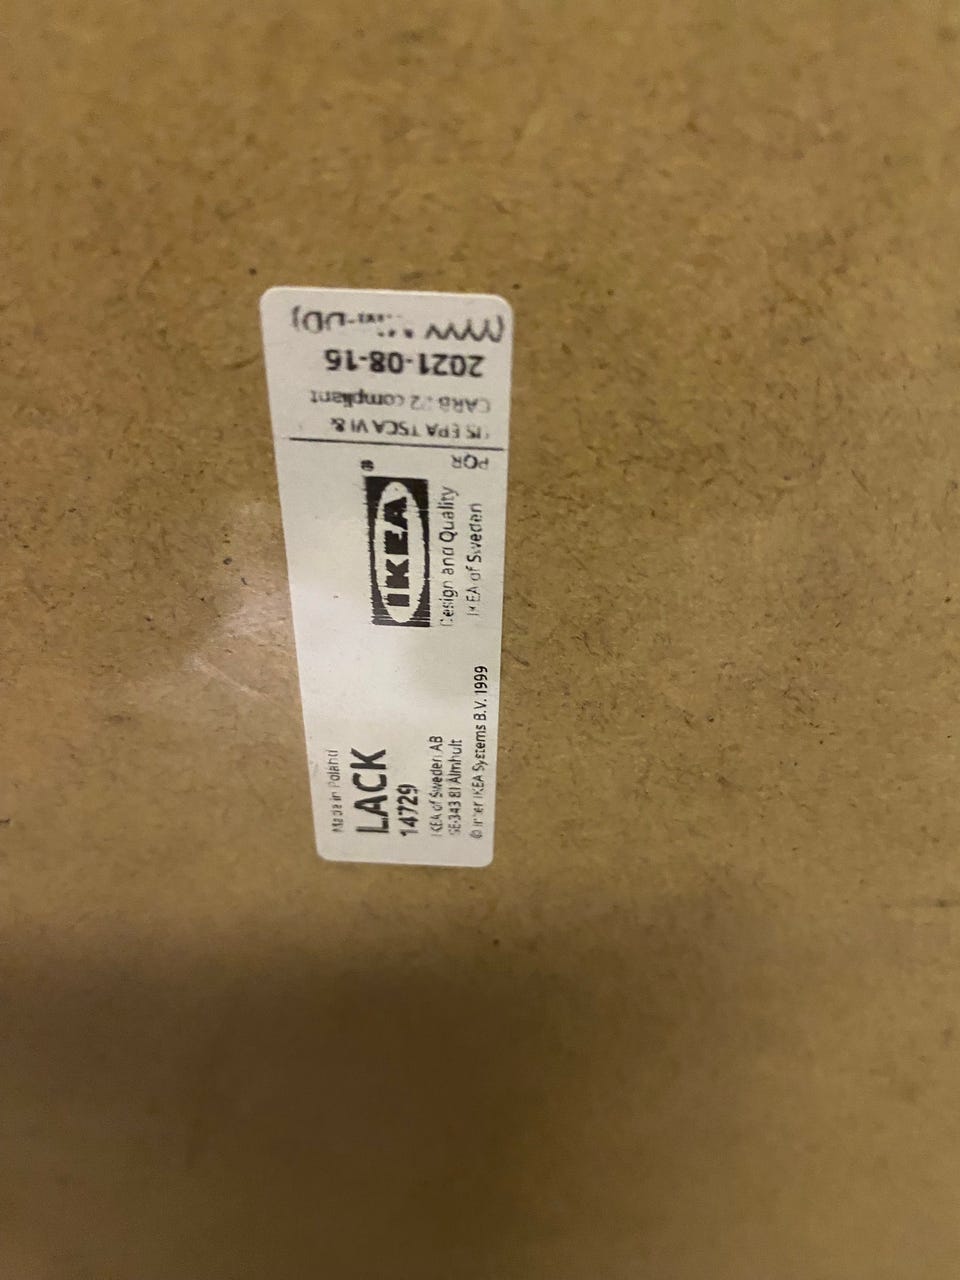 Made in Poland
LACK
14729
IKEA of Sweden AB
SE-343 81 Älmhult
© Inter IKEA Systems B.V. 1999
IKEA®
Design and Quality
IKEA of Sweden
PQR
US EPA TSCA VI &
CARB P2 compliant
2021-08-15